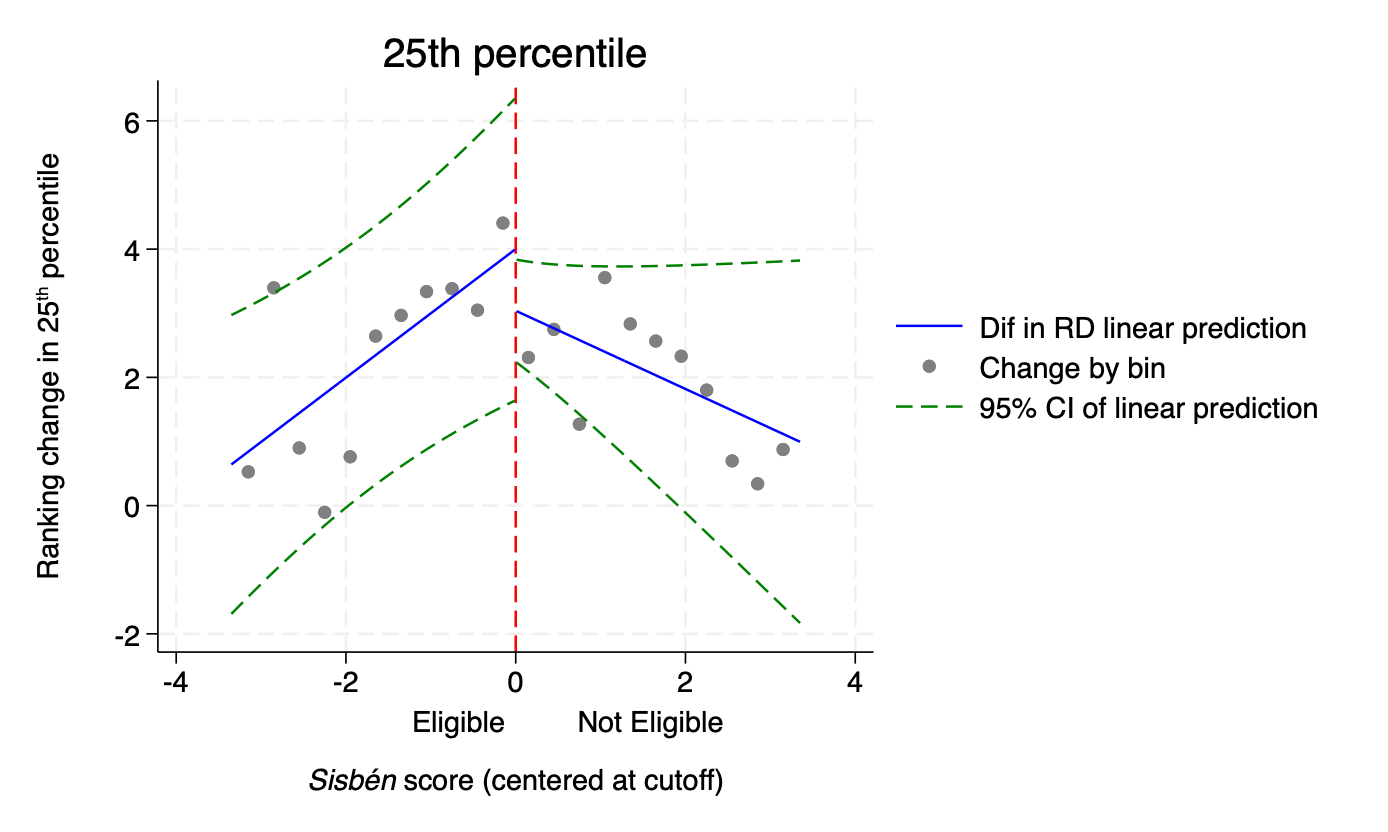 25th percentile
Ranking change in 25th percentile
6
4
2
0
-2
-4 -2 0 2 4
Eligible Not Eligible
Sisbén score (centered at cutoff)
Dif in RD linear prediction
Change by bin
95% CI of linear prediction